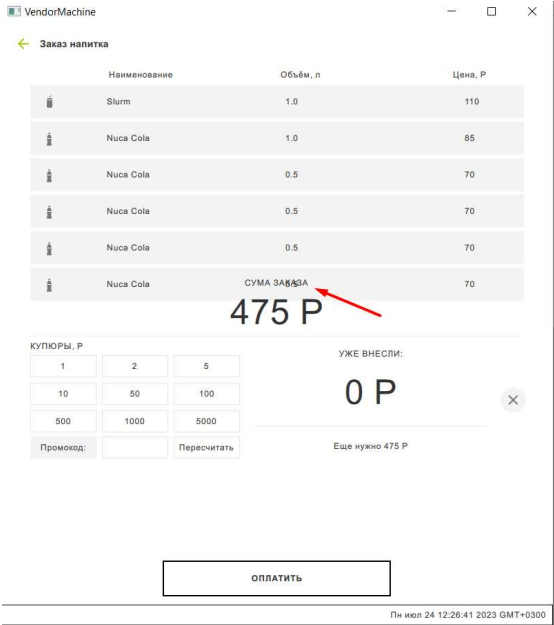 VendorMachine
Заказ напитка
Наименование Объём, л Цена, Р
Slurm 1.0 110
Nuca Cola 1.0 85
Nuca Cola 0.5 70
Nuca Cola 0.5 70
Nuca Cola 0.5 70
Nuca Cola 0.5 70
СУМА ЗАКАЗА
475 Р
КУПЮРЫ, Р
УЖЕ ВНЕСЛИ:
1 2 5
0 Р
10 50 100
500 1000 5000
Промокод: Пересчитать
Еще нужно 475 Р
ОПЛАТИТЬ
Пн июл 24 12:26:41 2023 GMT+0300